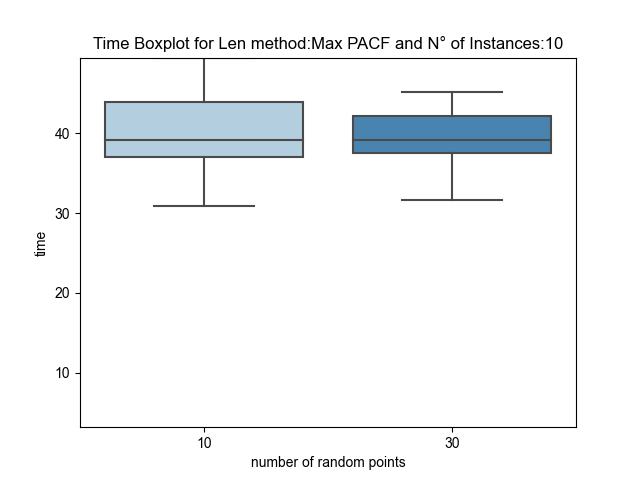 Time Boxplot for Len method:Max PACF and N° of Instances:10
40
30
20
10
time
10
30
number of random points